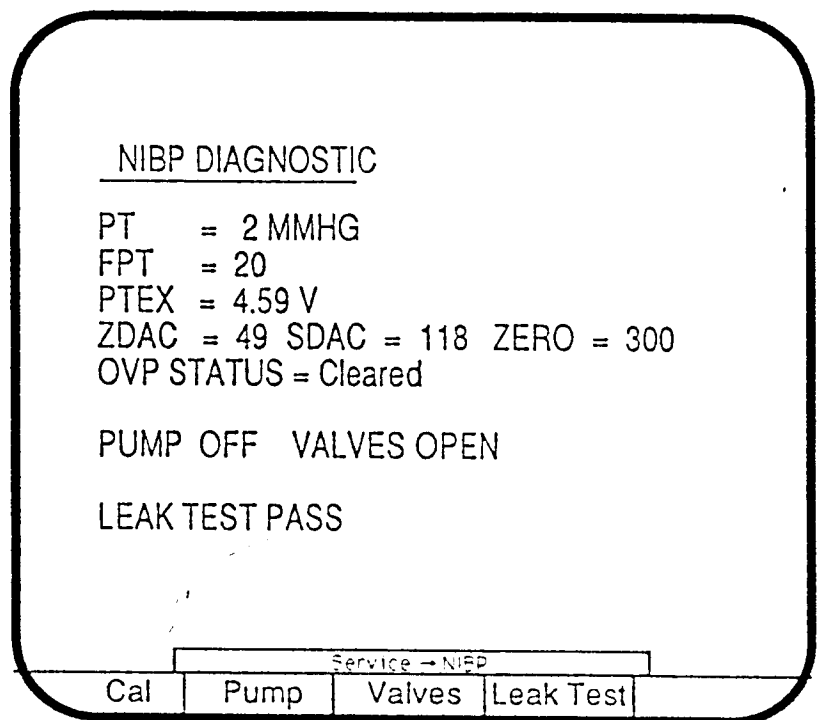 NIBP DIAGNOSTIC
PT = 2 MMHG
FPT = 20
PTEX = 4.59 V
ZDAC = 49 SDAC = 118 ZERO = 300
OVP STATUS = Cleared
PUMP OFF VALVES OPEN
LEAK TEST PASS
Service → NIBP
Cal Pump Valves Leak Test